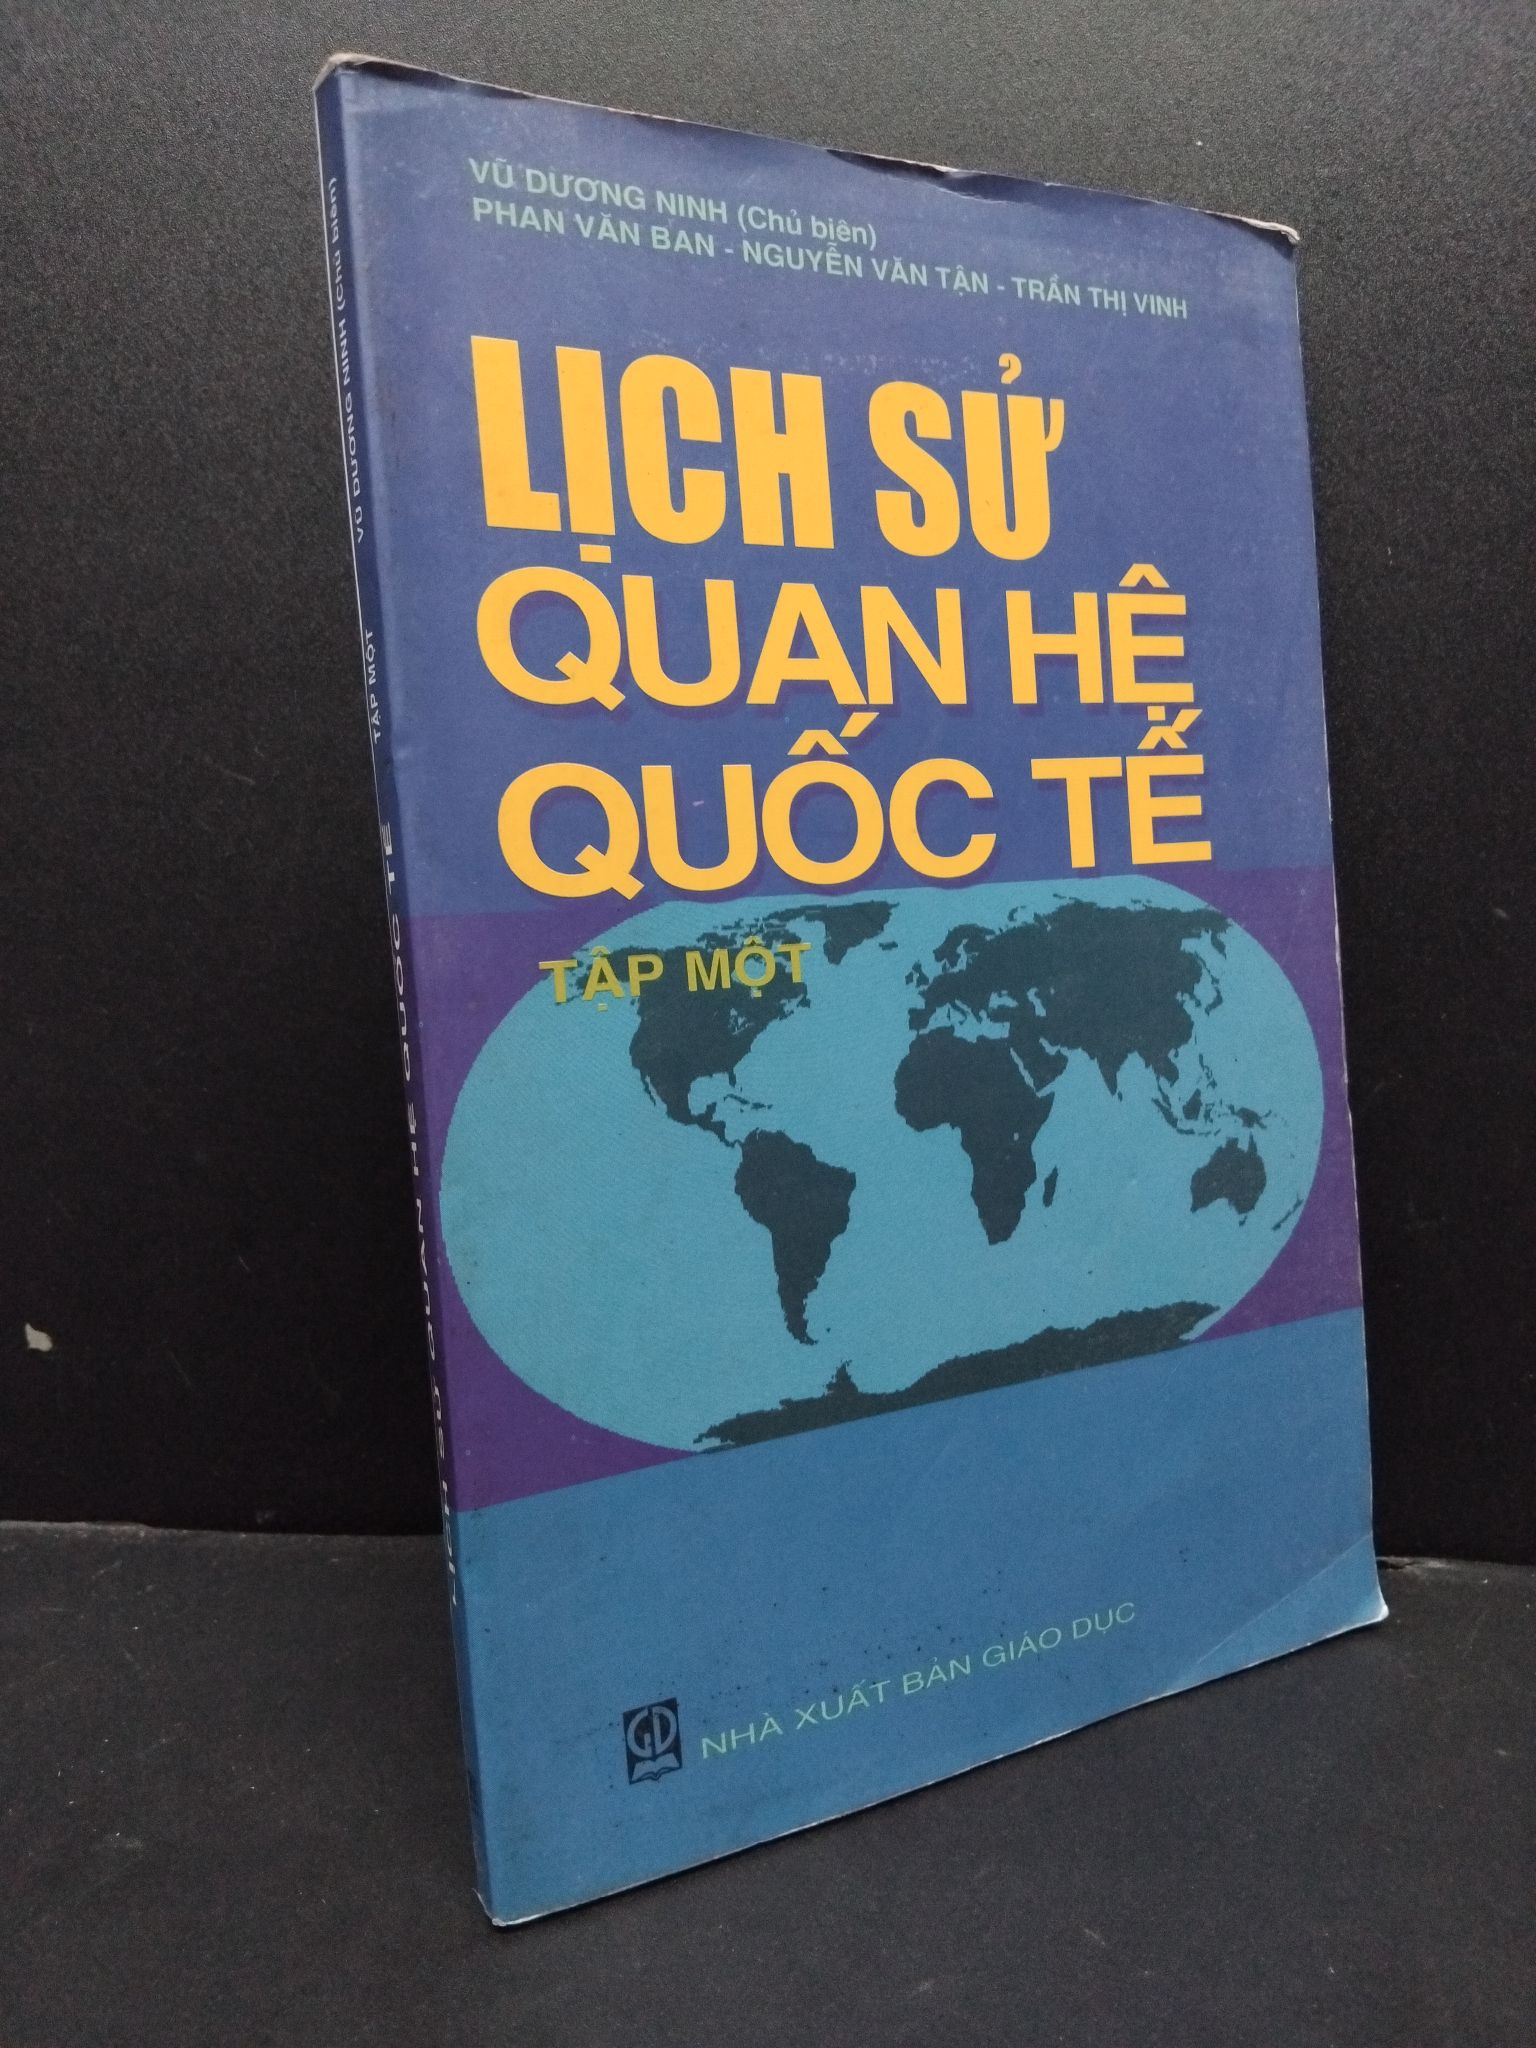 VŨ DƯƠNG NINH (Chủ biên)
PHAN VĂN BAN - NGUYỄN VĂN TẬN - TRẦN THỊ VINH
LỊCH SỬ
QUAN HỆ
QUỐC TẾ
TẬP MỘT
GD
NHÀ XUẤT BẢN GIÁO DỤC
VŨ DƯƠNG NINH (Chủ biên)
TẬP MỘT
LỊCH SỬ QUAN HỆ QUỐC TẾ